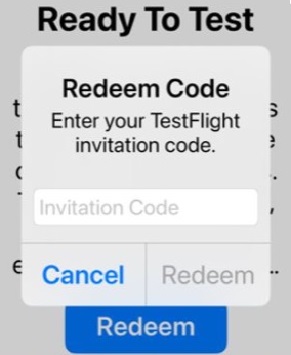 Ready To Test
Redeem Code
Enter your TestFlight
invitation code.
Invitation Code
Cancel
Redeem
Redeem